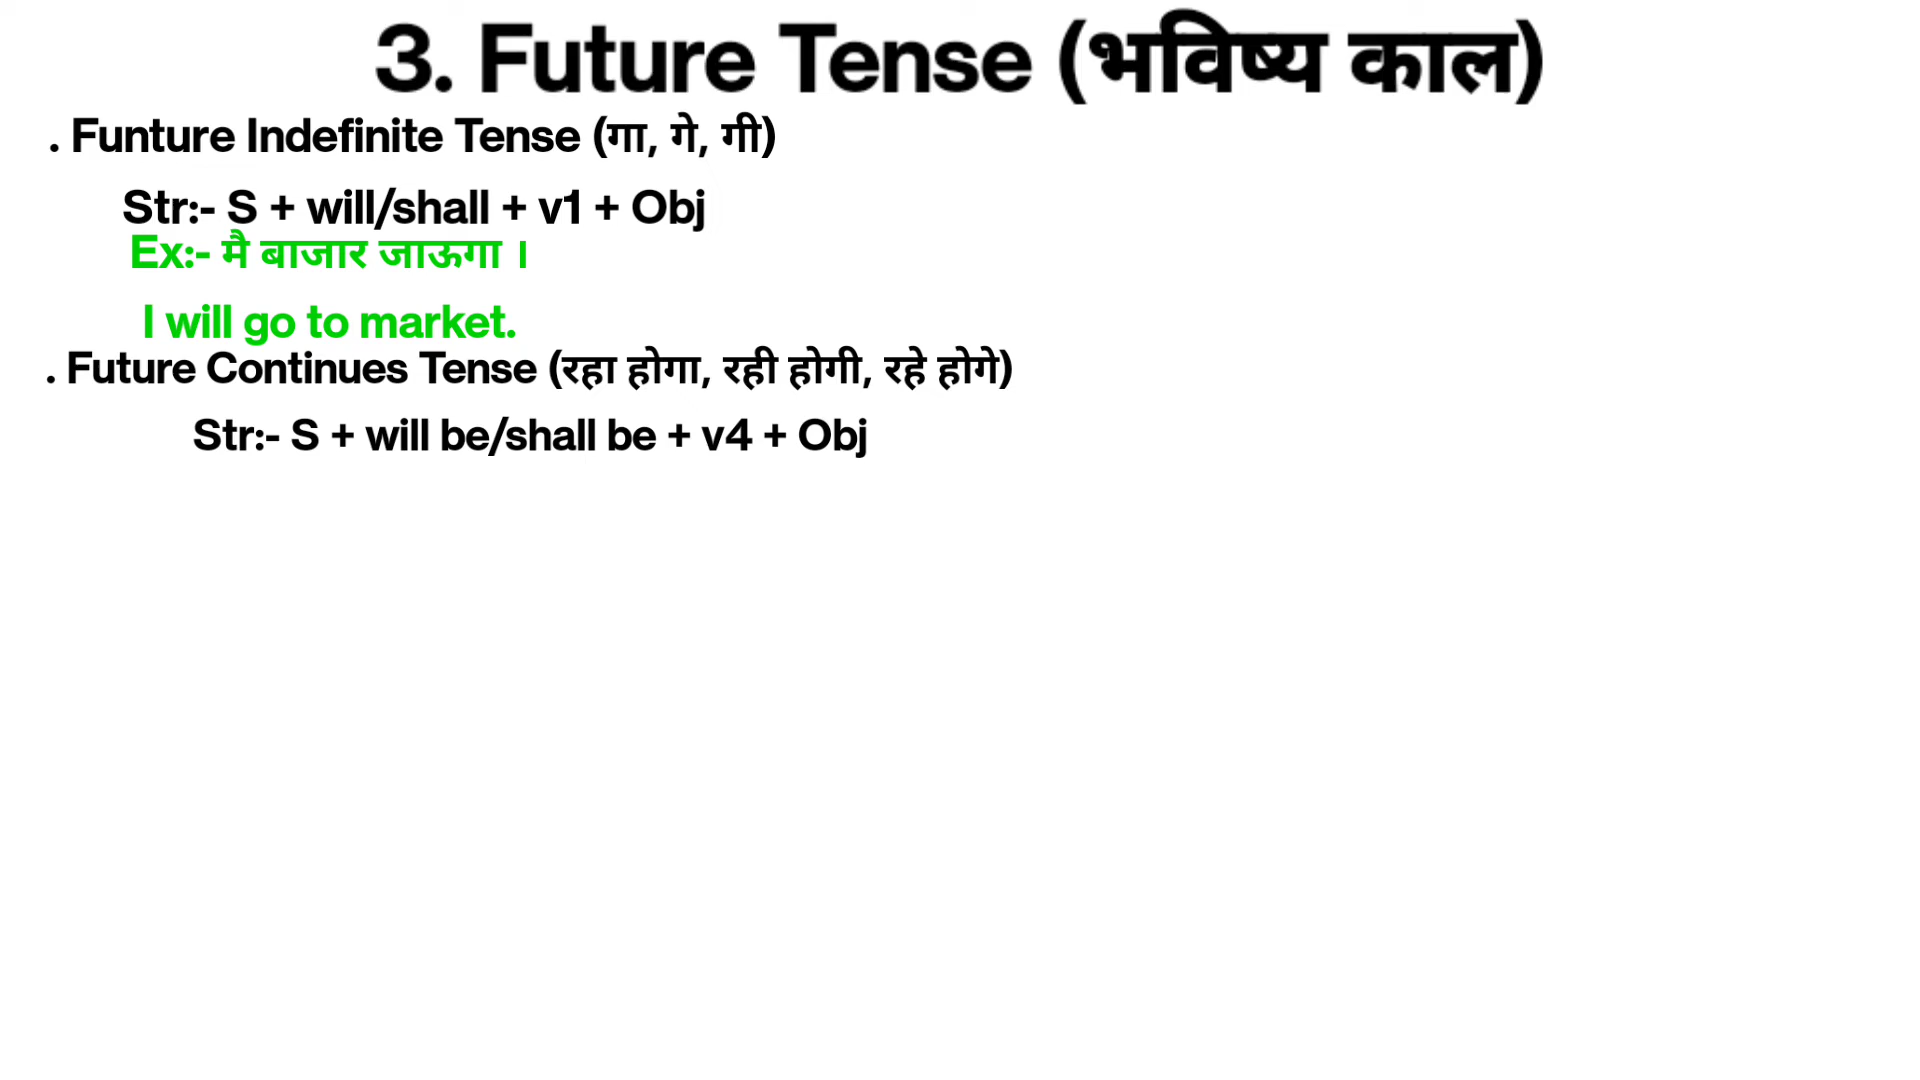 3. Future Tense (भविष्य काल)
. Funture Indefinite Tense (गा, गे, गी)
Str:- S + will/shall + v1 + Obj
Ex:- मै बाजार जाऊगा ।
I will go to market.
. Future Continues Tense (रहा होगा, रही होगी, रहे होगे)
Str:- S + will be/shall be + v4 + Obj